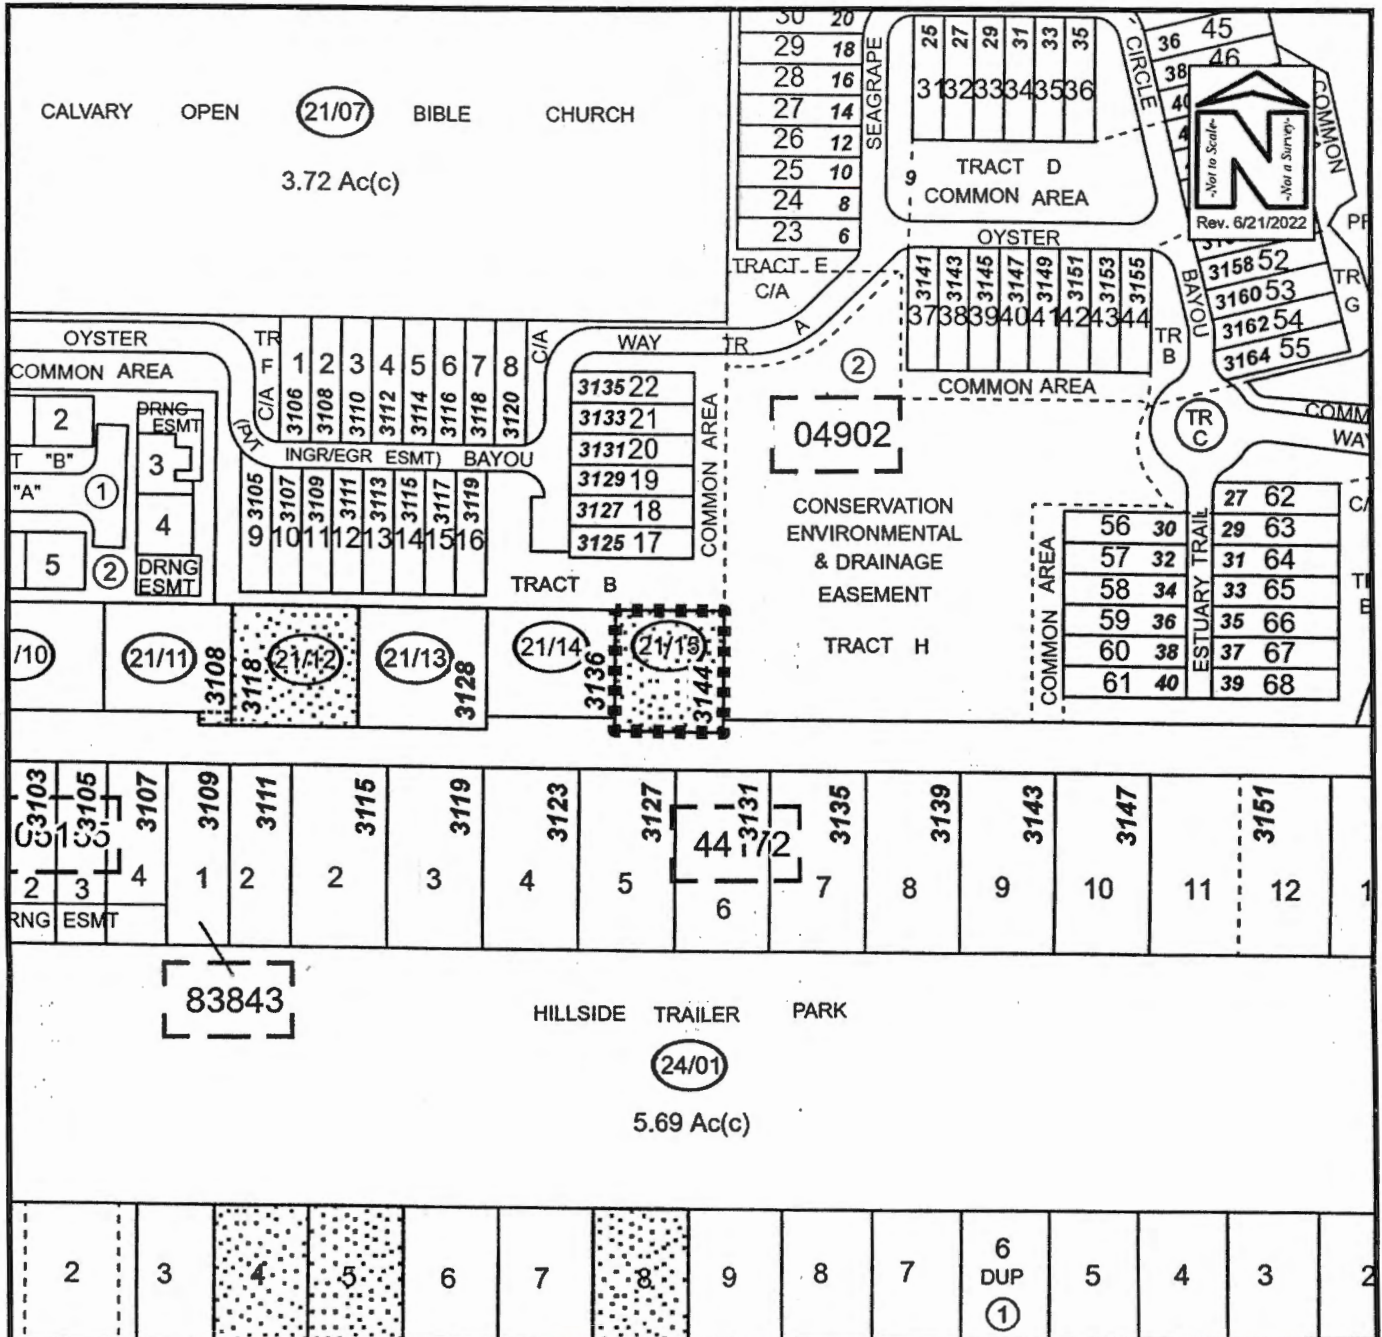 CALVARY OPEN 21/07 BIBLE CHURCH
3.72 Ac(c)
30 20
29 18
28 16
27 14
26 12
25 10
24 8
23 6
SEAGRAPE
25 27 29 31 33 35
31 32 33 34 35 36
TRACT D
COMMON AREA
9
CIRCLE
36 45
38 46
COMMON
-Not to Scale-
N
-Not a Survey-
Rev. 6/21/2022
OYSTER
TRACT E
C/A
3141 3143 3145 3147 3149 3151 3153 3155
37 38 39 40 41 42 43 44
COMMON AREA
TR
B
BAYOU
3158 52
3160 53
3162 54
3164 55
TR
G
OYSTER
COMMON AREA
TR
F
C/A
1 2 3 4 5 6 7 8
3106 3108 3110 3112 3114 3116 3118 3120
C/A
WAY TR A
2
04902
TR
C
WAY
2
DRNG
ESMT
"B"
3
"A"
1
4
5
2
DRNG
ESMT
(PVT
INGR/EGR ESMT) BAYOU
3105 3107 3109 3111 3113 3115 3117 3119
9 10 11 12 13 14 15 16
3135 22
3133 21
3131 20
3129 19
3127 18
3125 17
COMMON AREA
TRACT B
CONSERVATION
ENVIRONMENTAL
& DRAINAGE
EASEMENT
TRACT H
COMMON AREA
56 30
57 32
58 34
59 36
60 38
61 40
ESTUARY TRAIL
27 62
29 63
31 64
33 65
35 66
37 67
39 68
/10 21/11 3108 3118 21/12 21/13 3128 21/14 3136 21/15 3144
3103 3105 3107 3109 3111 3115 3119 3123 3127 3131 3135 3139 3143 3147 3151
05155
2 3 4 1 2 2 3 4 5 6 7 8 9 10 11 12
44172
ESMT
83843
HILLSIDE TRAILER PARK
24/01
5.69 Ac(c)
2 3 4 5 6 7 8 9 8 7 6 5 4 3 2
DUP
1